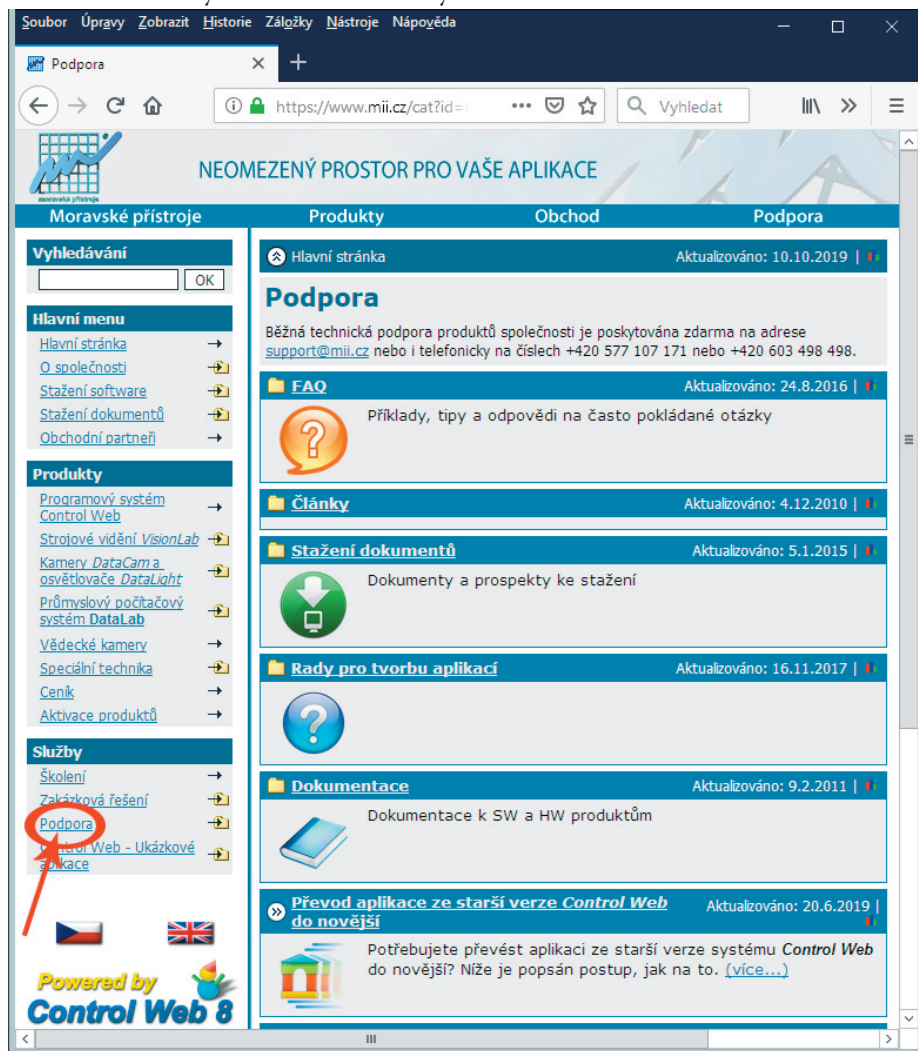 Soubor Úpravy Zobrazit Historie Záložky Nástroje Nápověda
Podpora
https://www.mii.cz/cat?id=
Vyhledat
moravské přístroje
NEOMEZENÝ PROSTOR PRO VAŠE APLIKACE
Moravské přístroje Produkty Obchod Podpora
Vyhledávání
OK
Hlavní menu
Hlavní stránka
O společnosti
Stažení software
Stažení dokumentů
Obchodní partneři
Produkty
Programový systém
Control Web
Strojové vidění VisionLab
Kamery DataCam a
osvětlovače DataLight
Průmyslový počítačový
systém DataLab
Vědecké kamery
Speciální technika
Ceník
Aktivace produktů
Služby
Školení
Zakázková řešení
Podpora
Control Web - Ukázkové
aplikace
Powered by
Control Web 8
Hlavní stránka Aktualizováno: 10.10.2019 |
Podpora
Běžná technická podpora produktů společnosti je poskytována zdarma na adrese
support@mii.cz nebo i telefonicky na číslech +420 577 107 171 nebo +420 603 498 498.
FAQ Aktualizováno: 24.8.2016 |
Příklady, tipy a odpovědi na často pokládané otázky
Články Aktualizováno: 4.12.2010 |
Stažení dokumentů Aktualizováno: 5.1.2015 |
Dokumenty a prospekty ke stažení
Rady pro tvorbu aplikací Aktualizováno: 16.11.2017 |
Dokumentace Aktualizováno: 9.2.2011 |
Dokumentace k SW a HW produktům
Převod aplikace ze starší verze Control Web
do novější
Aktualizováno: 20.6.2019 |
Potřebujete převést aplikaci ze starší verze systému Control Web
do novější? Níže je popsán postup, jak na to. (více...)